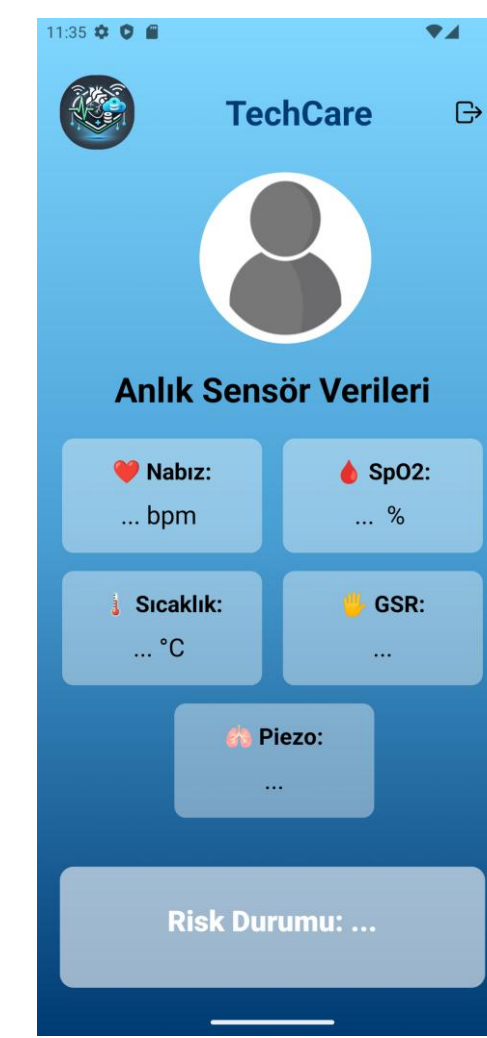 11:35
TechCare
Anlık Sensör Verileri
❤️ Nabız:
... bpm
🩸 SpO2:
... %
🌡️ Sıcaklık:
... °C
🖐️ GSR:
...
🫁 Piezo:
...
Risk Durumu: ...